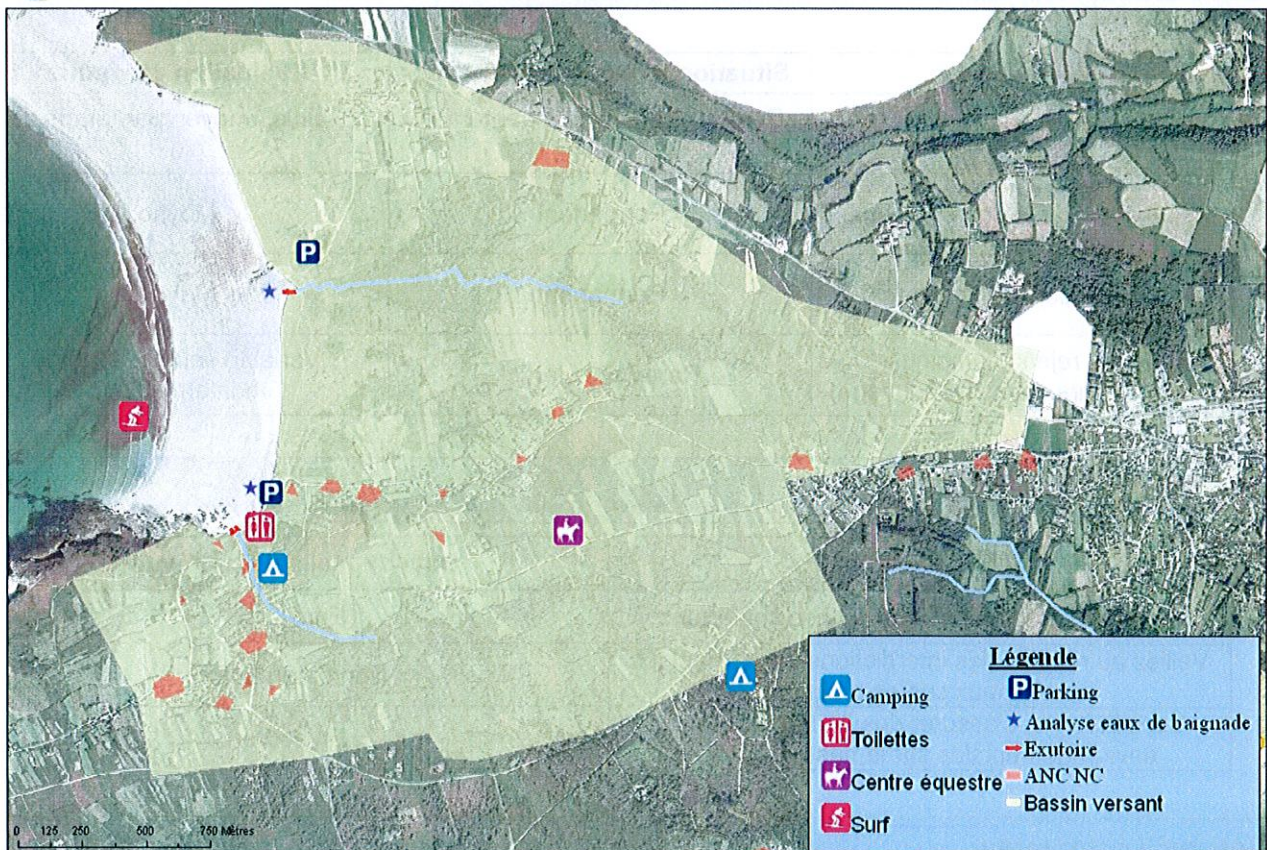 N
P
P
Légende
Camping
P Parking
Toilettes
Analyse eaux de baignade
Exutoire
Centre équestre
ANC NC
Bassin versant
Surf
0 125 250 500 750 Mètres